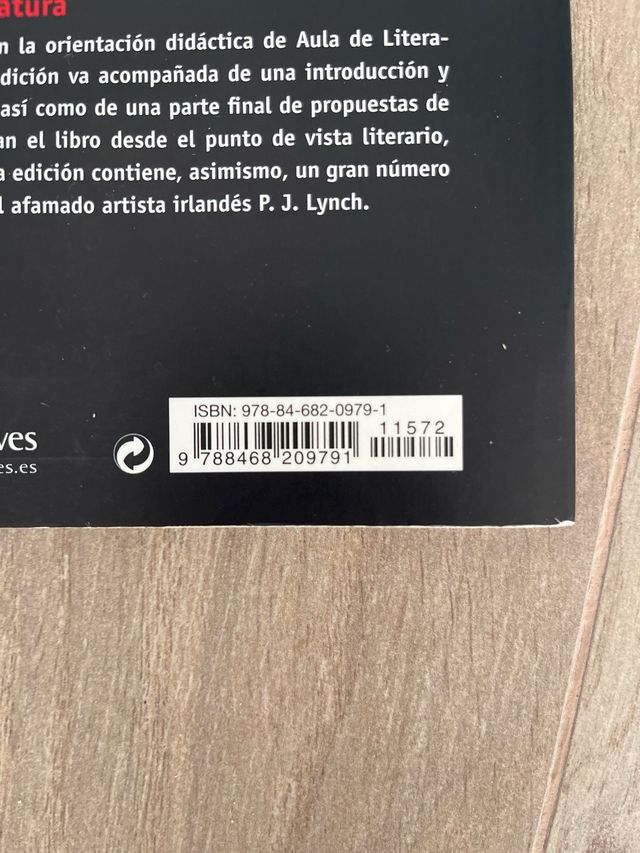 atura
n la orientación didáctica de Aula de Litera-
dición va acompañada de una introducción y
así como de una parte final de propuestas de
an el libro desde el punto de vista literario,
a edición contiene, asimismo, un gran número
l afamado artista irlandés P. J. Lynch.
ISBN: 978-84-682-0979-1
11572
9 788468 209791
ves
es.es